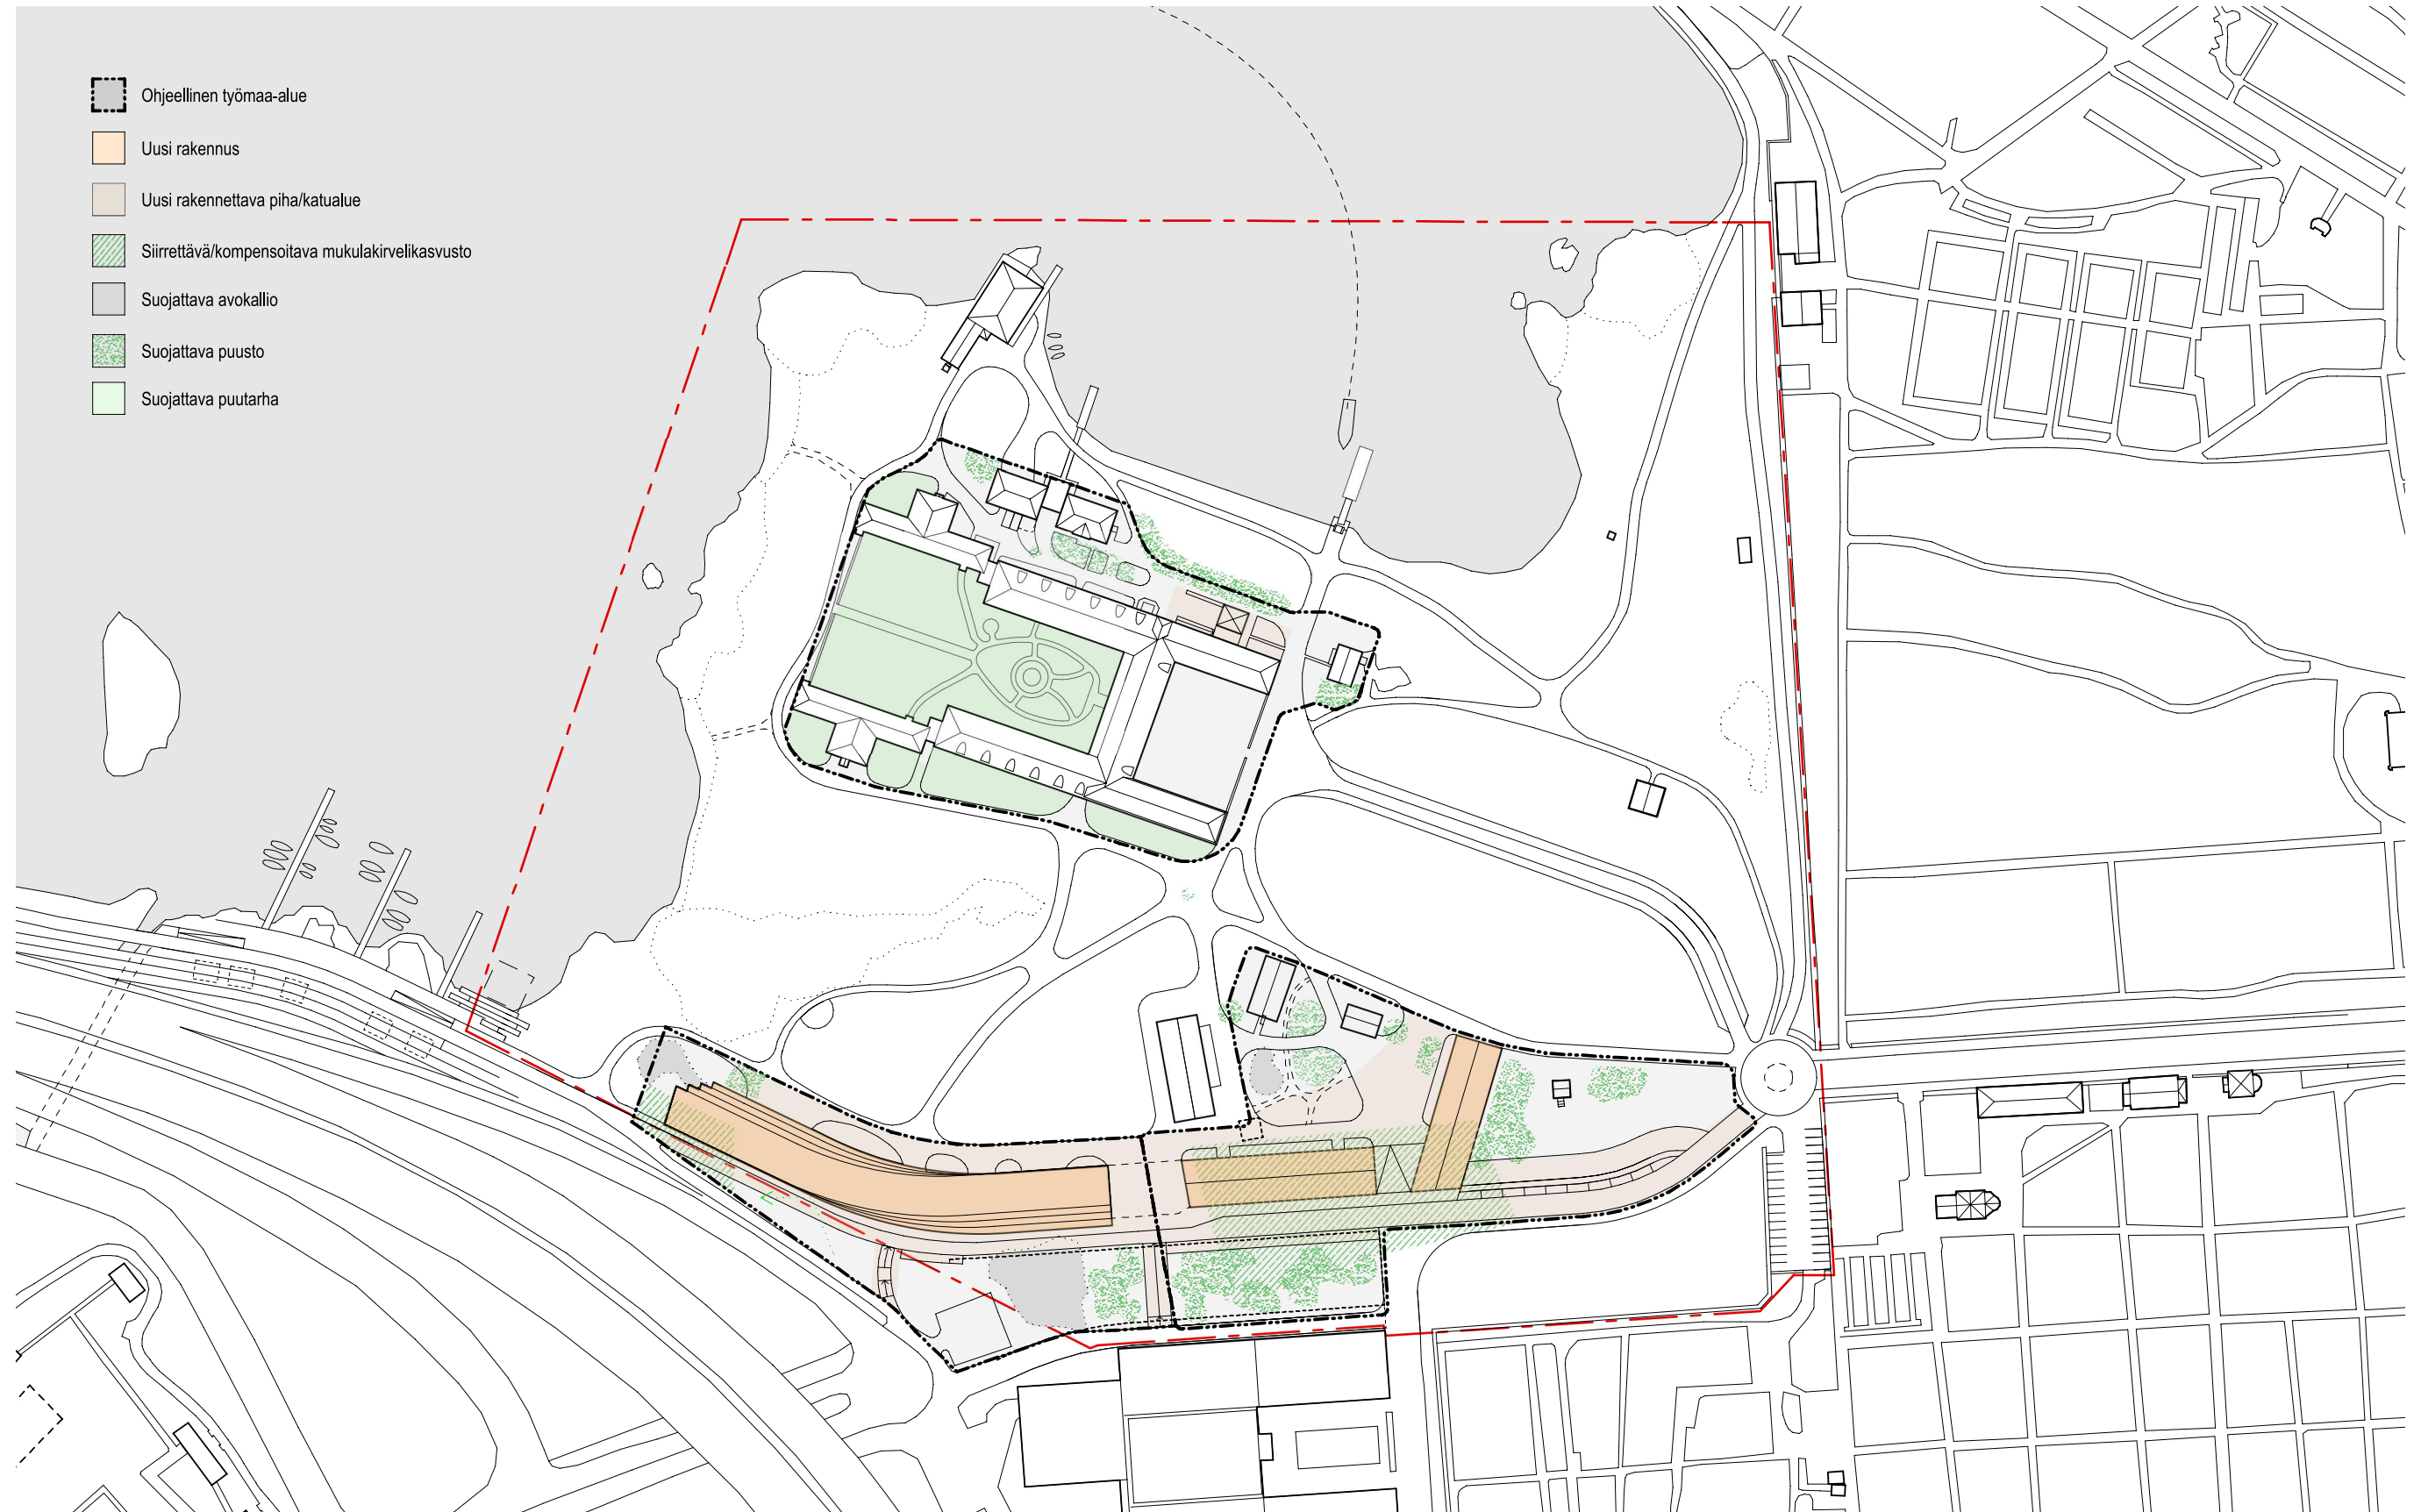 Ohjeellinen työmaa-alue
Uusi rakennus
Uusi rakennettava piha/katualue
Siirrettävä/kompensoitava mukulakirvelikasvusto
Suojattava avokallio
Suojattava puusto
Suojattava puutarha